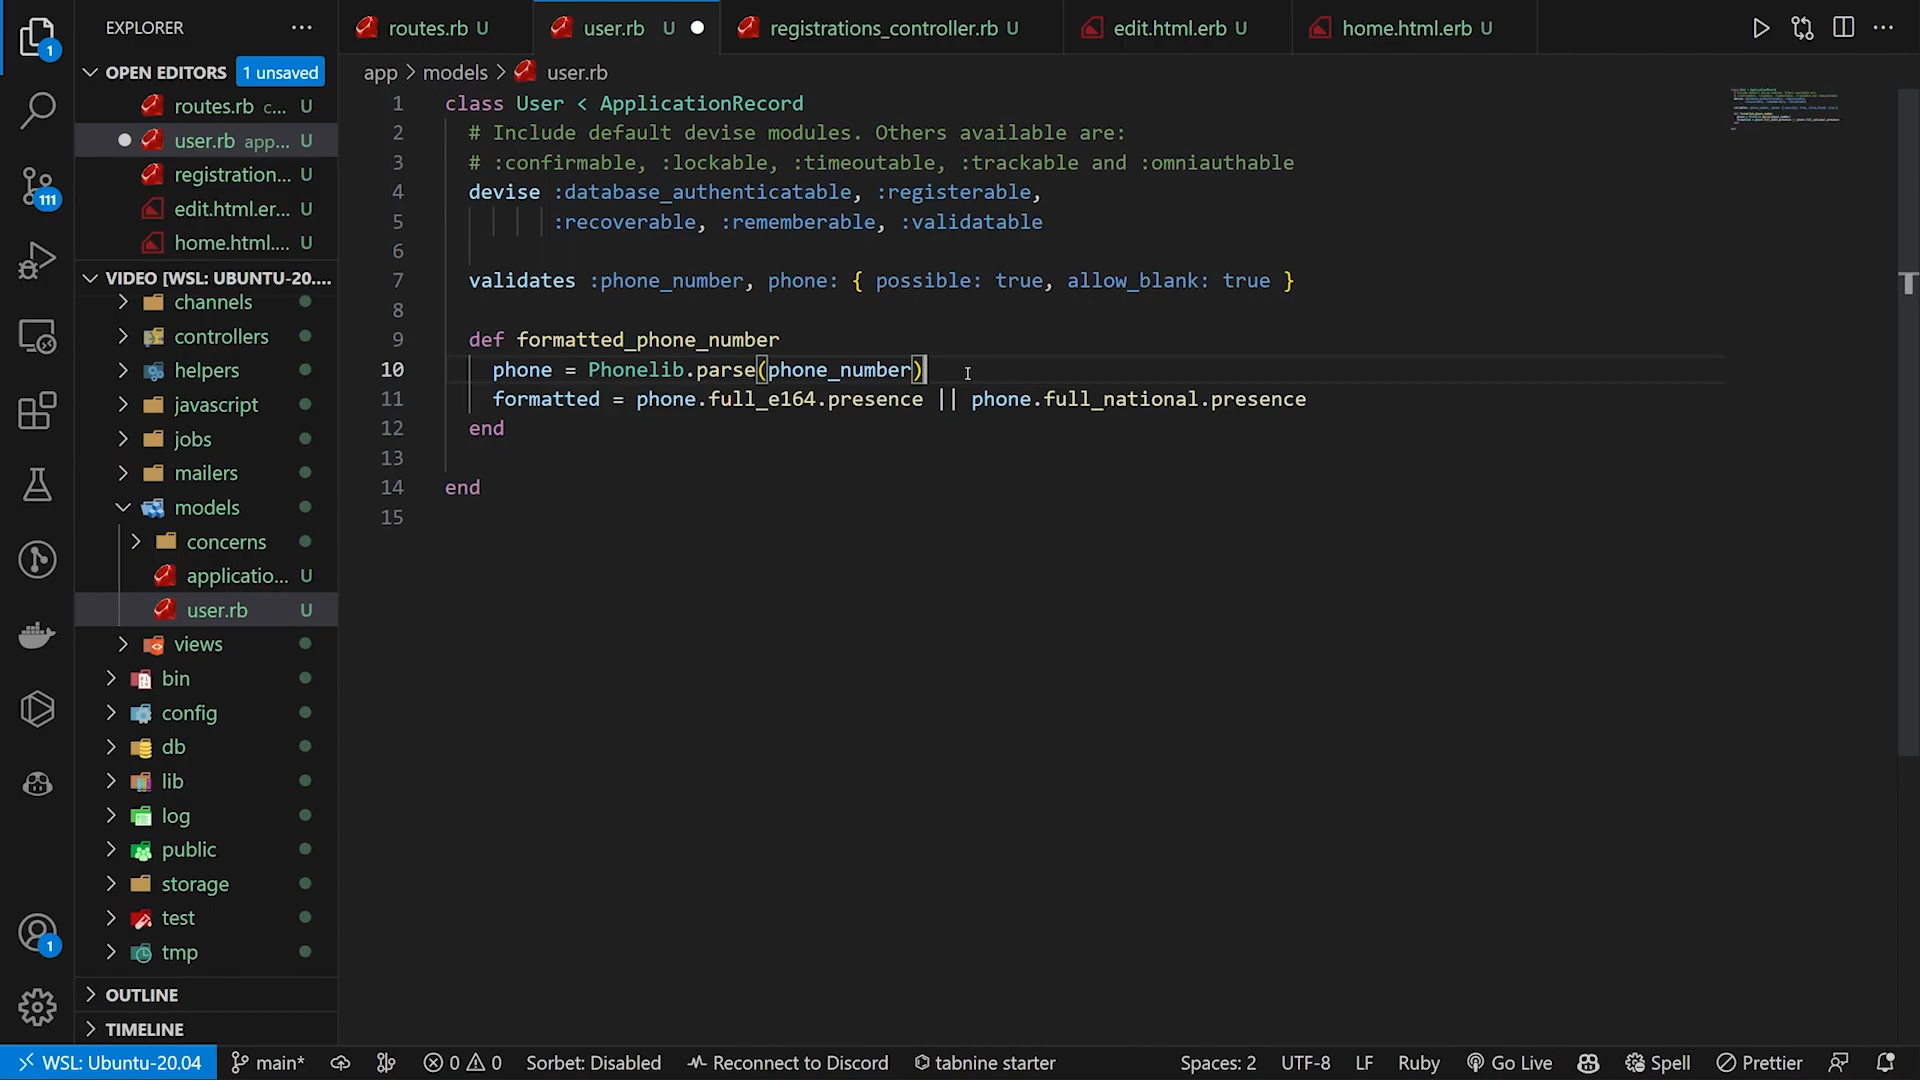 EXPLORER
routes.rb U
user.rb U
registrations_controller.rb U
edit.html.erb U
home.html.erb U
1
OPEN EDITORS 1 unsaved
routes.rb c... U
user.rb app... U
registration... U
edit.html.er... U
home.html.... U
111
VIDEO [WSL: UBUNTU-20....
channels
controllers
helpers
javascript
jobs
mailers
models
concerns
applicatio... U
user.rb U
views
bin
config
db
lib
log
public
storage
test
tmp
1
OUTLINE
TIMELINE
app > models > user.rb
1 class User < ApplicationRecord
2 # Include default devise modules. Others available are:
3 # :confirmable, :lockable, :timeoutable, :trackable and :omniauthable
4 devise :database_authenticatable, :registerable,
5 :recoverable, :rememberable, :validatable
6
7 validates :phone_number, phone: { possible: true, allow_blank: true }
8
9 def formatted_phone_number
10 phone = Phonelib.parse(phone_number)
11 formatted = phone.full_e164.presence || phone.full_national.presence
12 end
13
14 end
15
WSL: Ubuntu-20.04 main* 0 0 Sorbet: Disabled Reconnect to Discord tabnine starter Spaces: 2 UTF-8 LF Ruby Go Live Spell Prettier